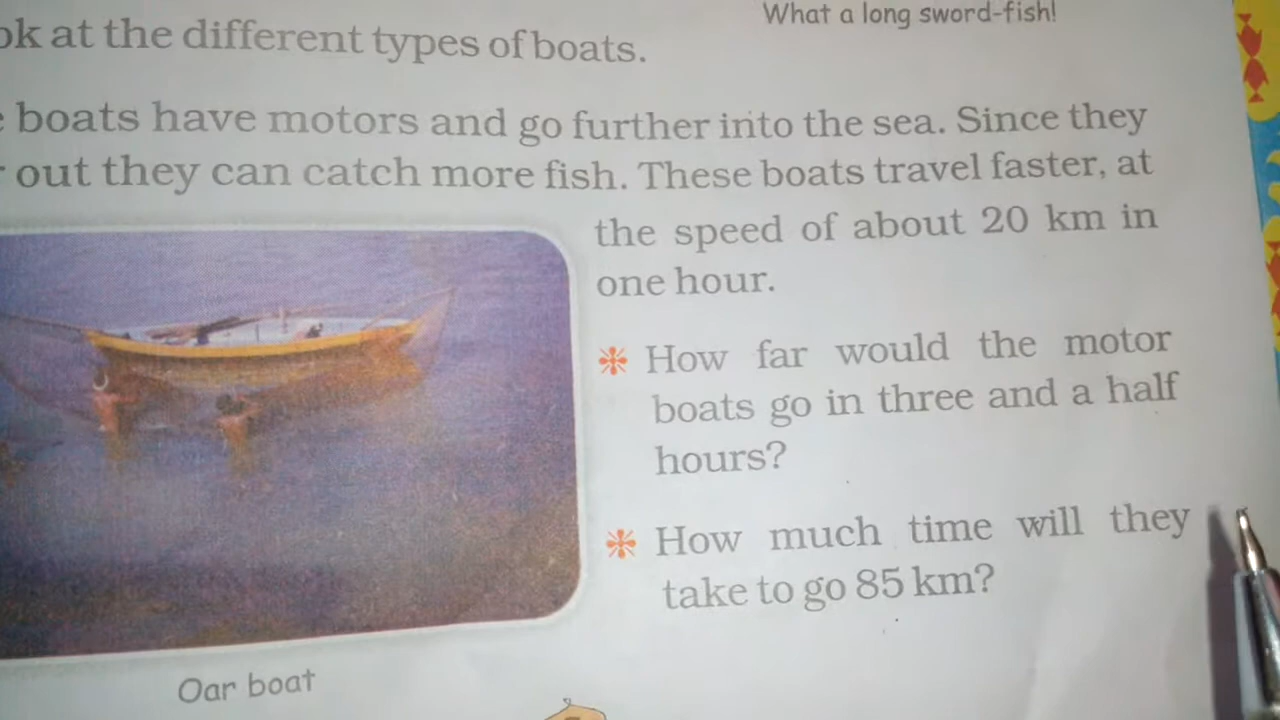 What a long sword-fish!
at the different types of boats.
boats have motors and go further into the sea. Since they
out they can catch more fish. These boats travel faster, at
the speed of about 20 km in
one hour.
How far would the motor
boats go in three and a half
hours?
How much time will they
take to go 85 km?
Oar boat